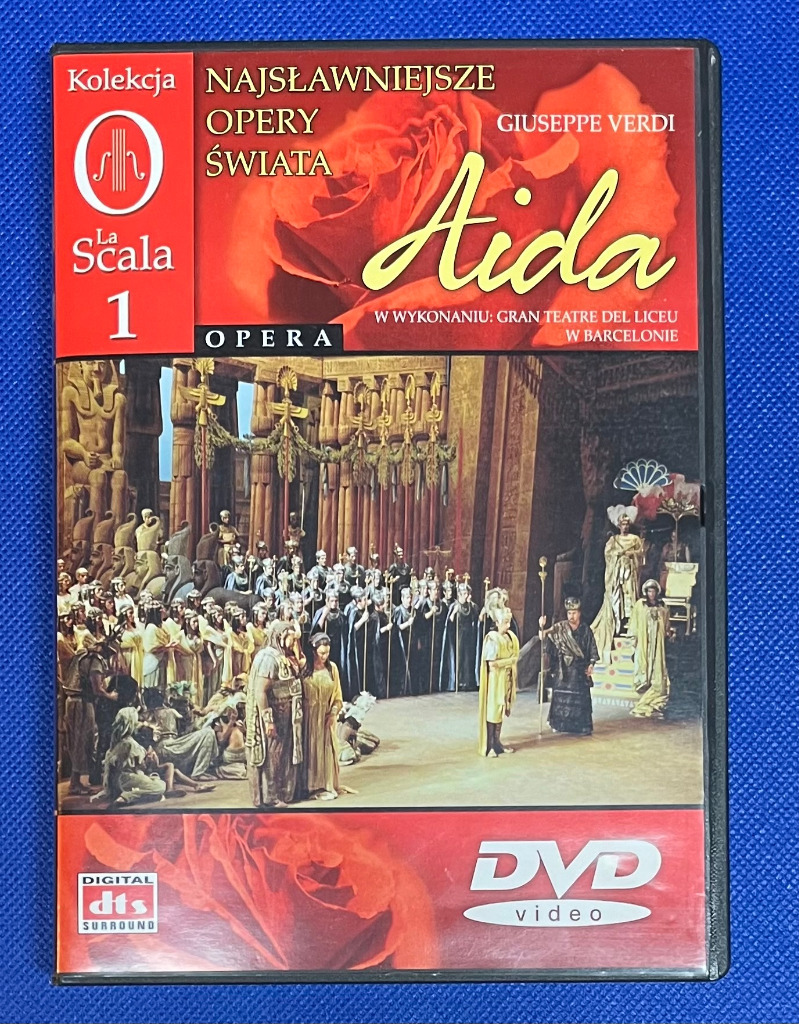 Kolekcja
La
Scala
1
NAJSŁAWNIEJSZE
OPERY
ŚWIATA
GIUSEPPE VERDI
Aida
W WYKONANIU: GRAN TEATRE DEL LICEU
W BARCELONIE
OPERA
DIGITAL
dts
SURROUND
DVD
video